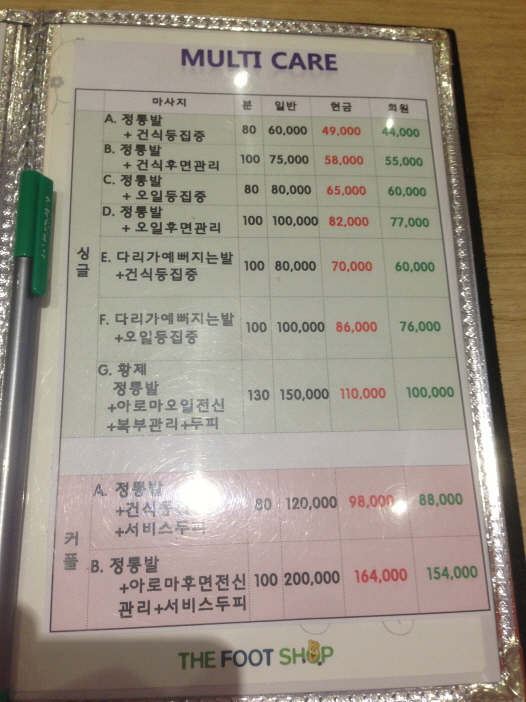 MULTI CARE
마사지 분 일반 현금 회원
싱글
A. 정통발
+ 건식등집중 80 60,000 49,000 44,000
B. 정통발
+ 건식후면관리 100 75,000 58,000 55,000
C. 정통발
+ 오일등집중 80 80,000 65,000 60,000
D. 정통발
+ 오일후면관리 100 100,000 82,000 77,000
E. 다리가예뻐지는발
+건식등집중 100 80,000 70,000 60,000
F. 다리가예뻐지는발
+오일등집중 100 100,000 86,000 76,000
G. 황제
정통발
+아로마오일전신
+복부관리+두피 130 150,000 110,000 100,000
커플
A. 정통발
+건식등 80 120,000 98,000 88,000
+서비스두피
B. 정통발
+아로마후면전신 100 200,000 164,000 154,000
관리+서비스두피
THE FOOT SHOP